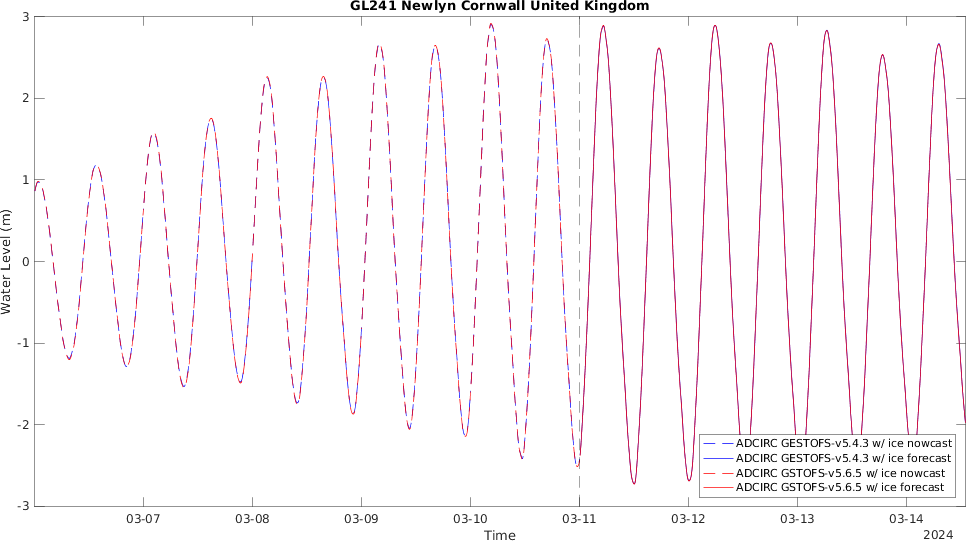 GL241 Newlyn Cornwall United Kingdom
3
2
1
0
-1
-2
-3
Water Level (m)
ADCIRC GESTOFS-v5.4.3 w/ ice nowcast
ADCIRC GESTOFS-v5.4.3 w/ ice forecast
ADCIRC GSTOFS-v5.6.5 w/ ice nowcast
ADCIRC GSTOFS-v5.6.5 w/ ice forecast
03-07 03-08 03-09 03-10 03-11 03-12 03-13 03-14
Time
2024